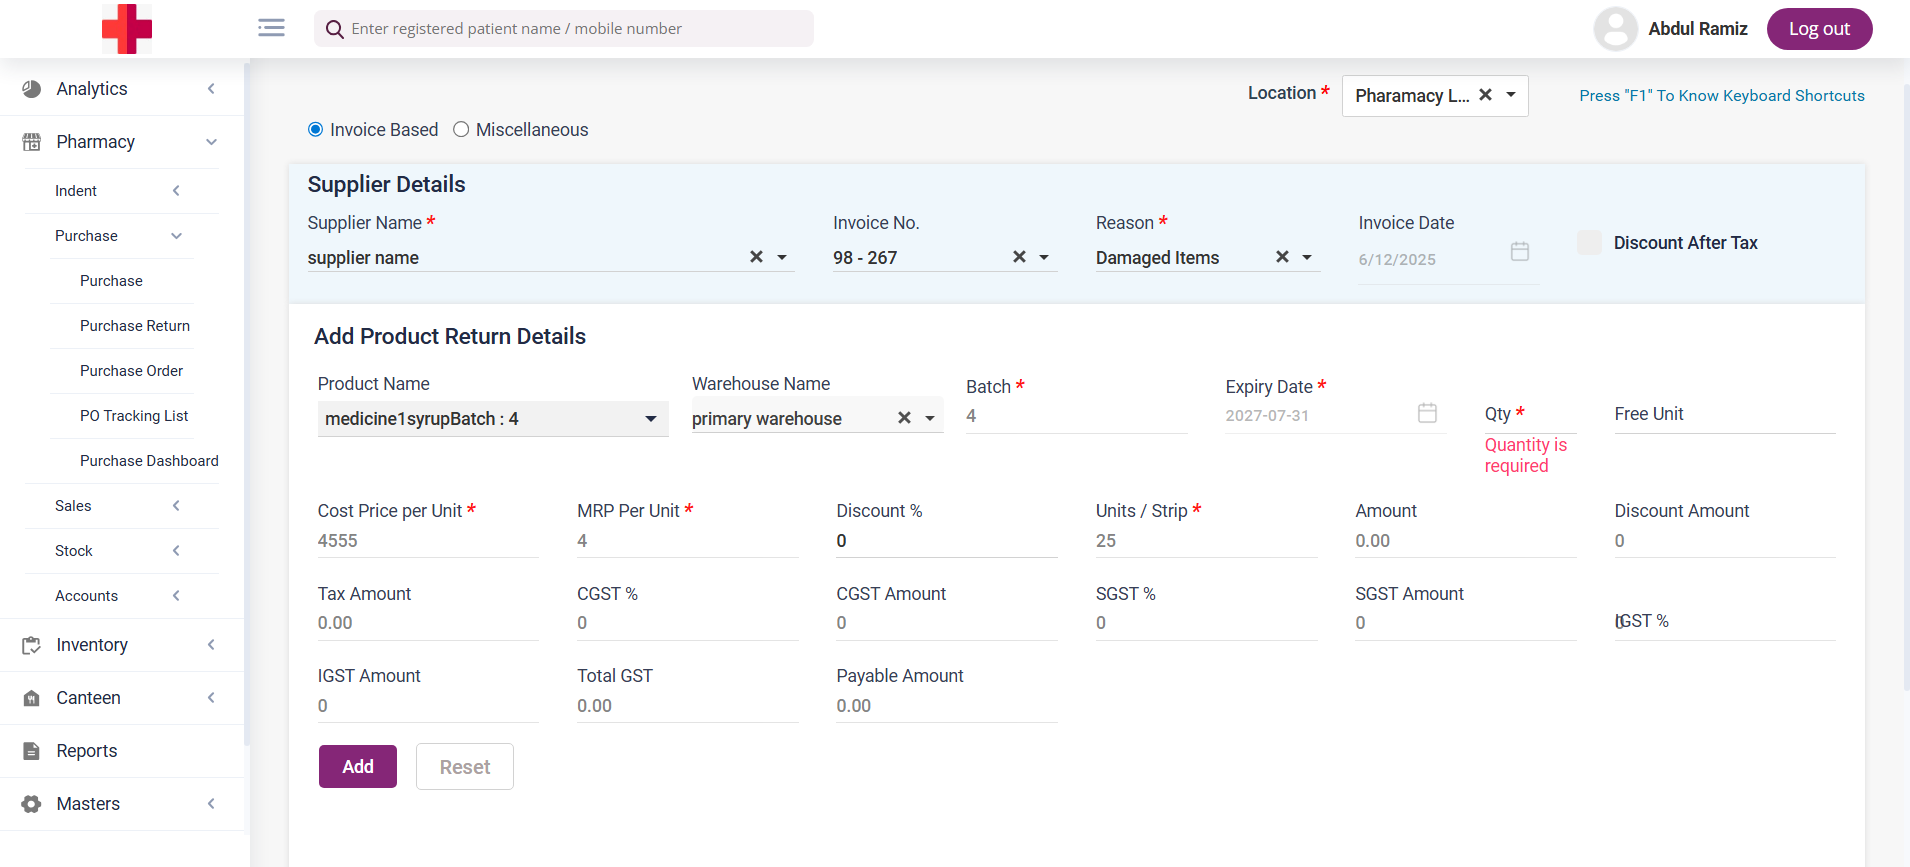 Enter registered patient name / mobile number
Abdul Ramiz
Log out
Analytics
Pharmacy
Indent
Purchase
Purchase
Purchase Return
Purchase Order
PO Tracking List
Purchase Dashboard
Sales
Stock
Accounts
Inventory
Canteen
Reports
Masters
Location *
Pharamacy L...
Press "F1" To Know Keyboard Shortcuts
Invoice Based
Miscellaneous
Supplier Details
Supplier Name *
supplier name
Invoice No.
98 - 267
Reason *
Damaged Items
Invoice Date
6/12/2025
Discount After Tax
Add Product Return Details
Product Name
medicine1syrupBatch : 4
Warehouse Name
primary warehouse
Batch *
4
Expiry Date *
2027-07-31
Qty *
Quantity is
required
Free Unit
Cost Price per Unit *
4555
MRP Per Unit *
4
Discount %
0
Units / Strip *
25
Amount
0.00
Discount Amount
0
Tax Amount
0.00
CGST %
0
CGST Amount
0
SGST %
0
SGST Amount
0
IGST %
0
IGST Amount
0
Total GST
0.00
Payable Amount
0.00
Add
Reset